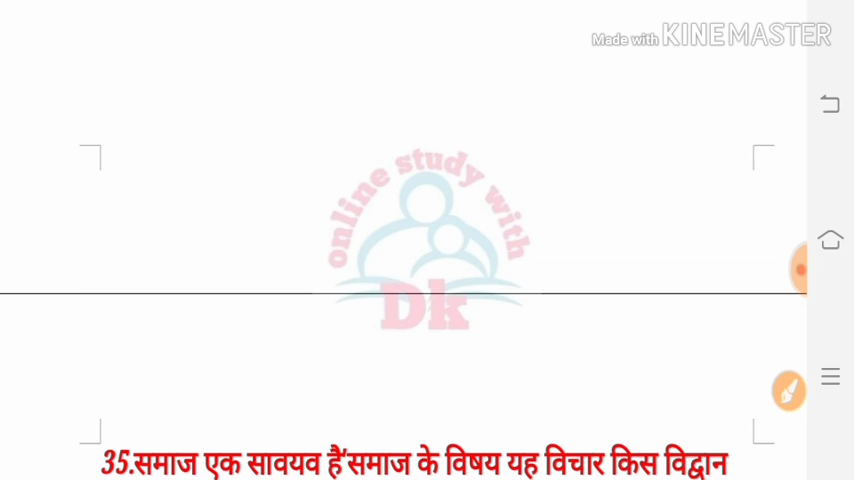 Made with KINEMASTER
online study with
Dk
35.समाज एक सावयव है'समाज के विषय यह विचार किस विद्वान